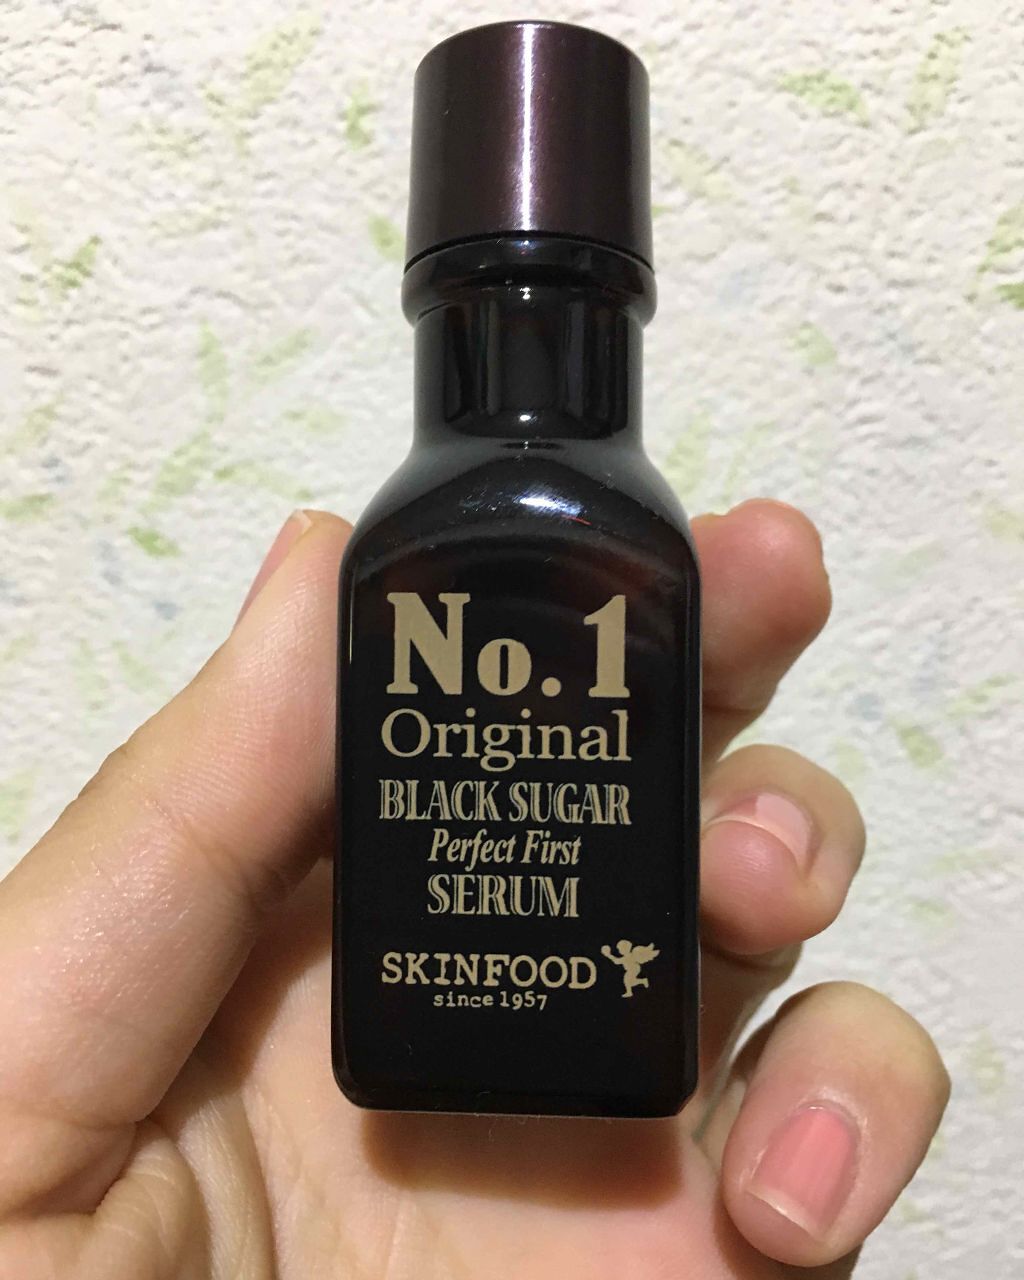 No.1
Original
BLACK SUGAR
Perfect First
SERUM
SKINFOOD
since 1957